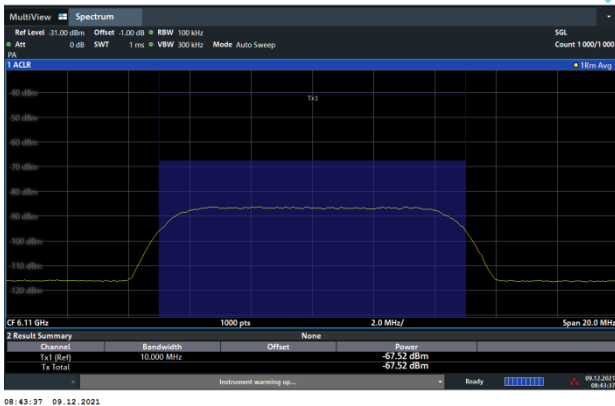 MultiView Spectrum
Ref Level -31.00 dBm Offset -1.00 dB RBW 100 kHz SGL
Att 0 dB SWT 1 ms VBW 300 kHz Mode Auto Sweep Count 1000/1000
PA
1 ACLR 1Rm Avg
-40 dBm
Tx1
-50 dBm
-60 dBm
-70 dBm
-80 dBm
-90 dBm
-100 dBm
-110 dBm
-120 dBm
CF 6.11 GHz 1000 pts 2.0 MHz/ Span 20.0 MHz
2 Result Summary None
Channel Bandwidth Offset Power
Tx1 (Ref) 10.000 MHz -67.52 dBm
Tx Total -67.52 dBm
Instrument warming up... Ready 09.12.2021
08:43:37
08:43:37 09.12.2021